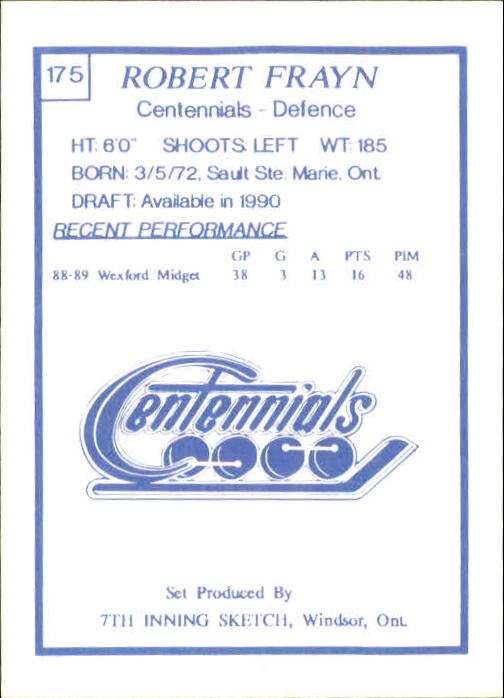 175
ROBERT FRAYN
Centennials - Defence
HT: 6'0" SHOOTS: LEFT WT: 185
BORN: 3/5/72, Sault Ste. Marie, Ont.
DRAFT: Available in 1990
RECENT PERFORMANCE
GP G A PTS PIM
88-89 Wexford Midget 38 3 13 16 48
Centennials
Set Produced By
7TH INNING SKETCH, Windsor, Ont.